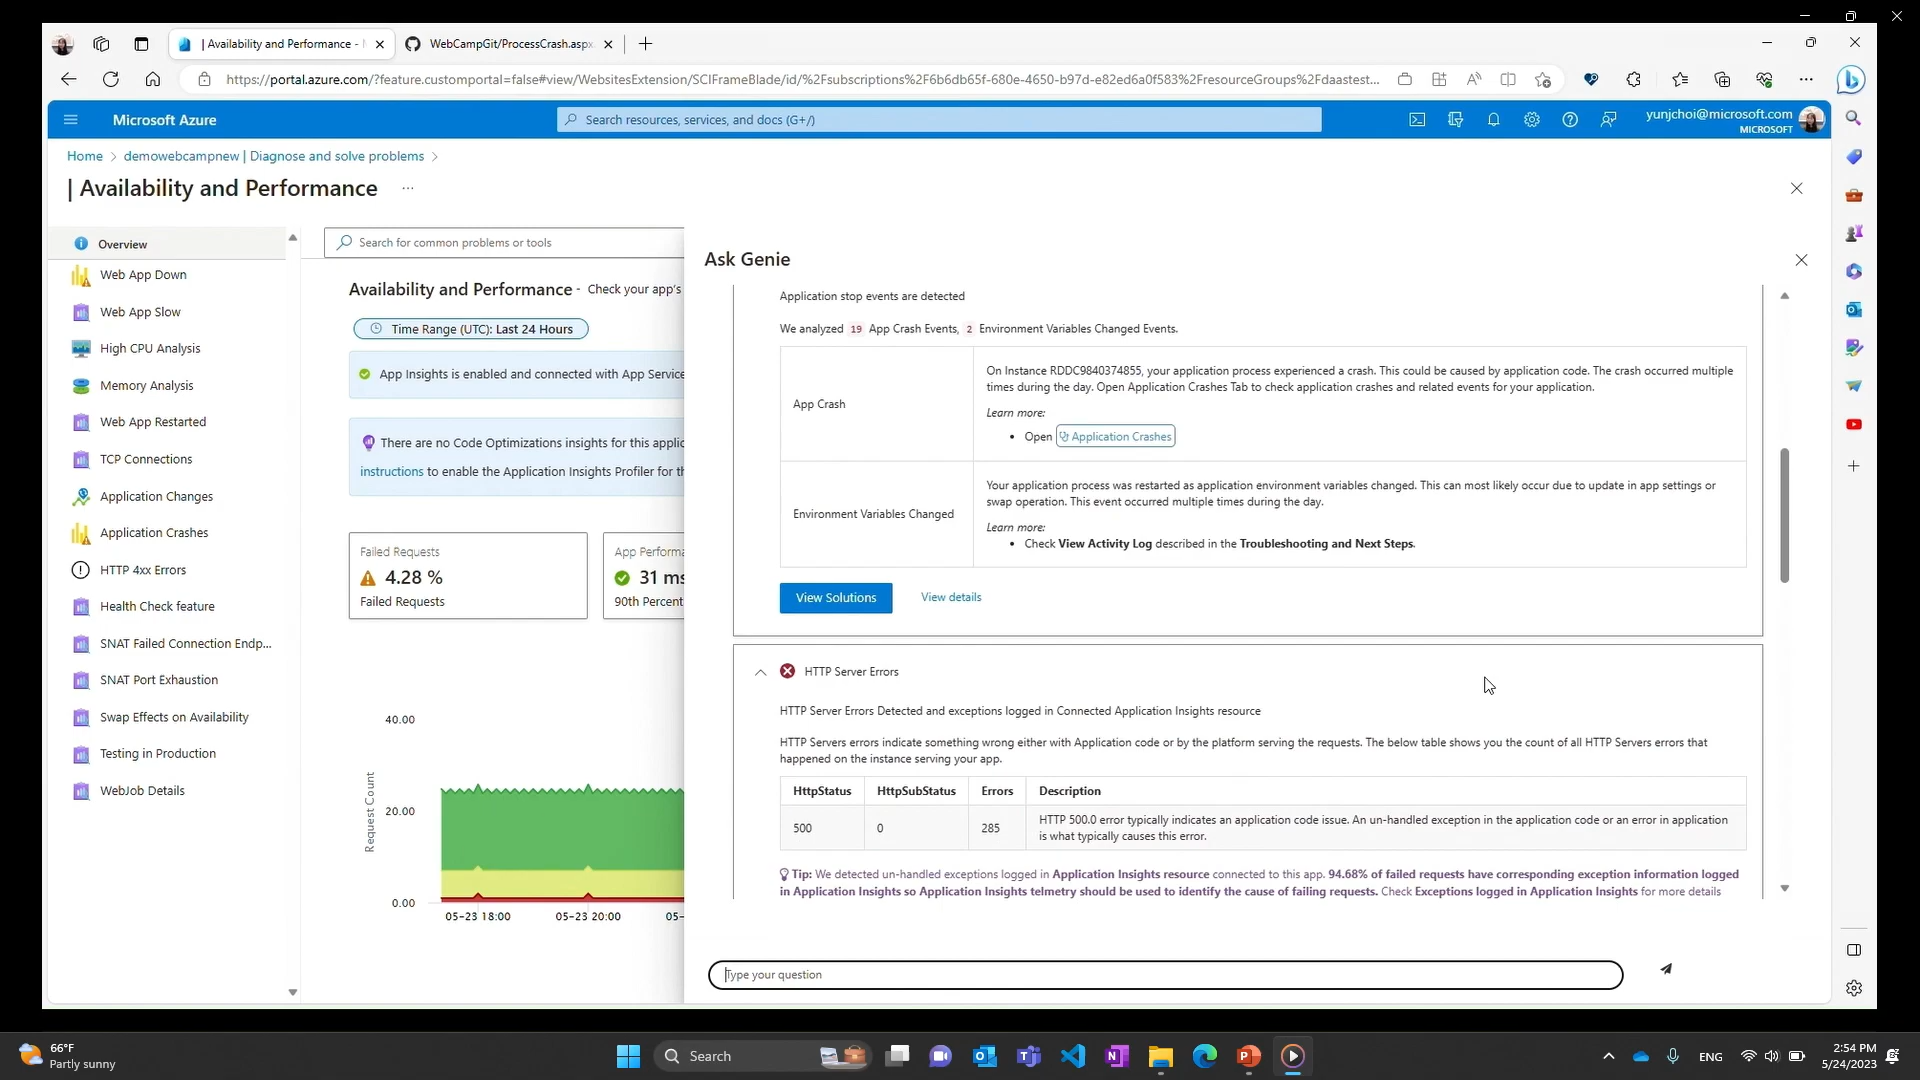 | Availability and Performance -
WebCampGit/ProcessCrash.aspx.
https://portal.azure.com/?feature.customportal=false#view/WebsitesExtension/SCIFrameBlade/id/%2Fsubscriptions%2F6b6db65f-680e-4650-b97d-e82ed6a0f583%2FresourceGroups%2Fdaastest...
Microsoft Azure
Search resources, services, and docs (G+/)
yunjchoi@microsoft.com
MICROSOFT
Home > demowebcampnew | Diagnose and solve problems >
| Availability and Performance ...
Overview
Web App Down
Web App Slow
High CPU Analysis
Memory Analysis
Web App Restarted
TCP Connections
Application Changes
Application Crashes
HTTP 4xx Errors
Health Check feature
SNAT Failed Connection Endp...
SNAT Port Exhaustion
Swap Effects on Availability
Testing in Production
WebJob Details
Search for common problems or tools
Availability and Performance - Check your app's
Time Range (UTC): Last 24 Hours
App Insights is enabled and connected with App Service
There are no Code Optimizations insights for this applic
instructions to enable the Application Insights Profiler for th
Failed Requests
4.28 %
Failed Requests
App Performa
31 ms
90th Percent
Request Count
40.00
20.00
0.00
05-23 18:00
05-23 20:00
05-
Ask Genie
Application stop events are detected
We analyzed 19 App Crash Events, 2 Environment Variables Changed Events.
App Crash
On Instance RDDC9840374855, your application process experienced a crash. This could be caused by application code. The crash occurred multiple
times during the day. Open Application Crashes Tab to check application crashes and related events for your application.
Learn more:
• Open Application Crashes
Environment Variables Changed
Your application process was restarted as application environment variables changed. This can most likely occur due to update in app settings or
swap operation. This event occurred multiple times during the day.
Learn more:
• Check View Activity Log described in the Troubleshooting and Next Steps.
View Solutions
View details
HTTP Server Errors
HTTP Server Errors Detected and exceptions logged in Connected Application Insights resource
HTTP Servers errors indicate something wrong either with Application code or by the platform serving the requests. The below table shows you the count of all HTTP Servers errors that
happened on the instance serving your app.
HttpStatus HttpSubStatus Errors Description
500 0 285 HTTP 500.0 error typically indicates an application code issue. An un-handled exception in the application code or an error in application
is what typically causes this error.
Tip: We detected un-handled exceptions logged in Application Insights resource connected to this app. 94.68% of failed requests have corresponding exception information logged
in Application Insights so Application Insights telmetry should be used to identify the cause of failing requests. Check Exceptions logged in Application Insights for more details
Type your question
66°F
Partly sunny
Search
ENG
2:54 PM
5/24/2023